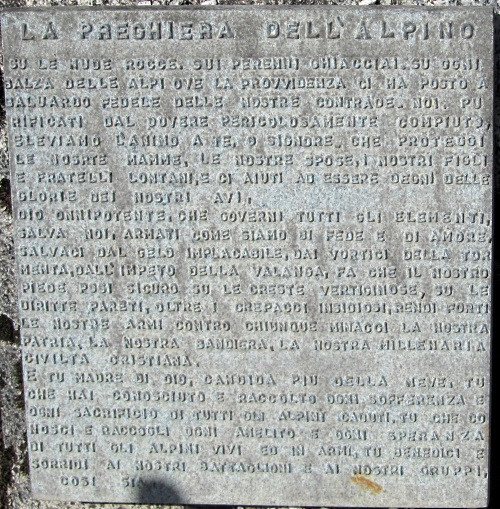 LA PREGHIERA DELL'ALPINO
SU LE NUDE ROCCE. SUI PERENNI GHIACCIAI. SU OGNI
BALZA DELLE ALPI OVE LA PROVVIDENZA CI HA POSTO A
BALUARDO FEDELE DELLE NOSTRE CONTRADE. NOI. PU
RIFICATI DAL DOVERE PERICOLOSAMENTE COMPIUTO,
ELEVIAMO L'ANIMO A TE, O SIGNORE, CHE PROTEGGI
LE NOSRTE MAMME, LE NOSTRE SPOSE, I NOSTRI FIGLI
E FRATELLI LONTANI, E CI AIUTI AD ESSERE DEGNI DELLE
GLORIE DEI NOSTRI AVI.
DIO ONNIPOTENTE, CHE GOVERNI TUTTI GLI ELEMENTI,
SALVA NOI, ARMATI COME SIAMO DI FEDE E DI AMORE.
SALVACI DAL GELO IMPLACABILE, DAI VORTICI DELLA TOR
MENTA, DALL'IMPETO DELLA VALANGA, FA CHE IL NOSTRO
PIEDE POSI SICURO SU LE CRESTE VERTIGINOSE, SU LE
DIRITTE PARETI, OLTRE I CREPACCI INSIDIOSI, RENDI FORTI
LE NOSTRE ARMI CONTRO CHIUNQUE MINACCI LA NOSTRA
PATRIA, LA NOSTRA BANDIERA, LA NOSTRA MILLENARIA
CIVILTÀ CRISTIANA.
E TU MADRE DI DIO, CANDIDA PIÙ DELLA NEVE, TU
CHE HAI CONOSCIUTO E RACCOLTO OGNI SOFFERENZA E
OGNI SACRIFICIO DI TUTTI GLI ALPINI CADUTI, TU CHE CO
NOSCI E RACCOGLI OGNI ANELITO E OGNI SPERANZA
DI TUTTI GLI ALPINI VIVI ED IN ARMI, TU BENEDICI E
SORRIDI AI NOSTRI BATTAGLIONI E AI NOSTRI GRUPPI,
COSI SIA